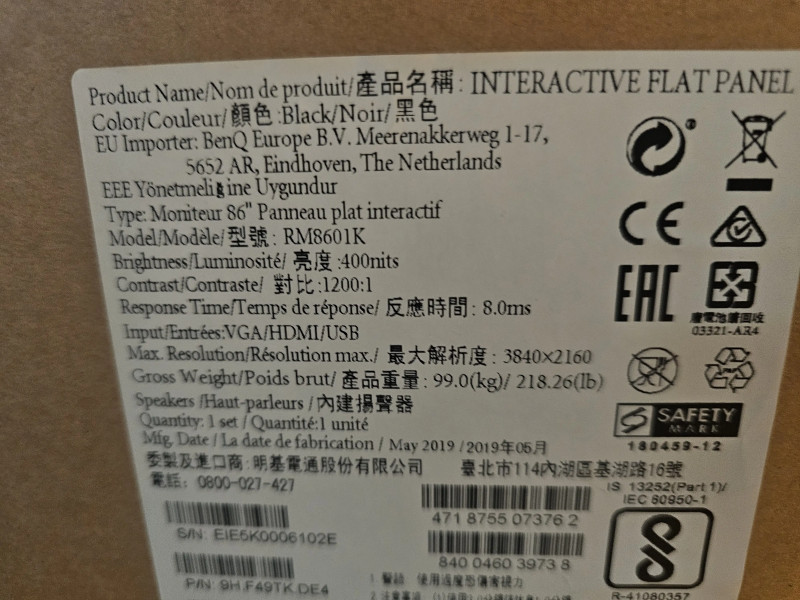 Product Name/Nom de produit/產品名稱: INTERACTIVE FLAT PANEL
Color/Couleur/顏色:Black/Noir/黑色
EU Importer: BenQ Europe B.V. Meerenakkerweg 1-17,
5652 AR, Eindhoven, The Netherlands
EEE Yönetmeliğine Uygundur
Type: Moniteur 86" Panneau plat interactif
Model/Modèle/型號: RM8601K
Brightness/Luminosité/ 亮度:400nits
Contrast/Contraste/ 對比:1200:1
Response Time/Temps de réponse/ 反應時間: 8.0ms
Input/Entrées:VGA/HDMI/USB
Max. Resolution/Résolution max./ 最大解析度: 3840×2160
Gross Weight/Poids brut/ 產品重量: 99.0(kg)/ 218.26(lb)
Speakers /Haut-parleurs / 內建揚聲器
Quantity: 1 set / Quantité:1 unité
Mfg. Date / La date de fabrication / May 2019 /2019年05月
委製及進口商: 明基電通股份有限公司 臺北市114內湖區基湖路16號
電話: 0800-027-427
S/N: EIE5K0006102E
P/N: 9H.F49TK.DE4
471 8755 07376 2
840 0460 3973 8
CE
EAC
廢電池請回收
03321-AR4
SAFETY
MARK
180459-12
IS 13252(Part 1)/
IEC 60950-1
R-41080357